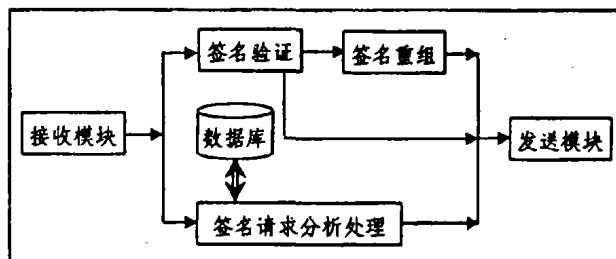 签名验证
签名重组
接收模块
数据库
发送模块
签名请求分析处理